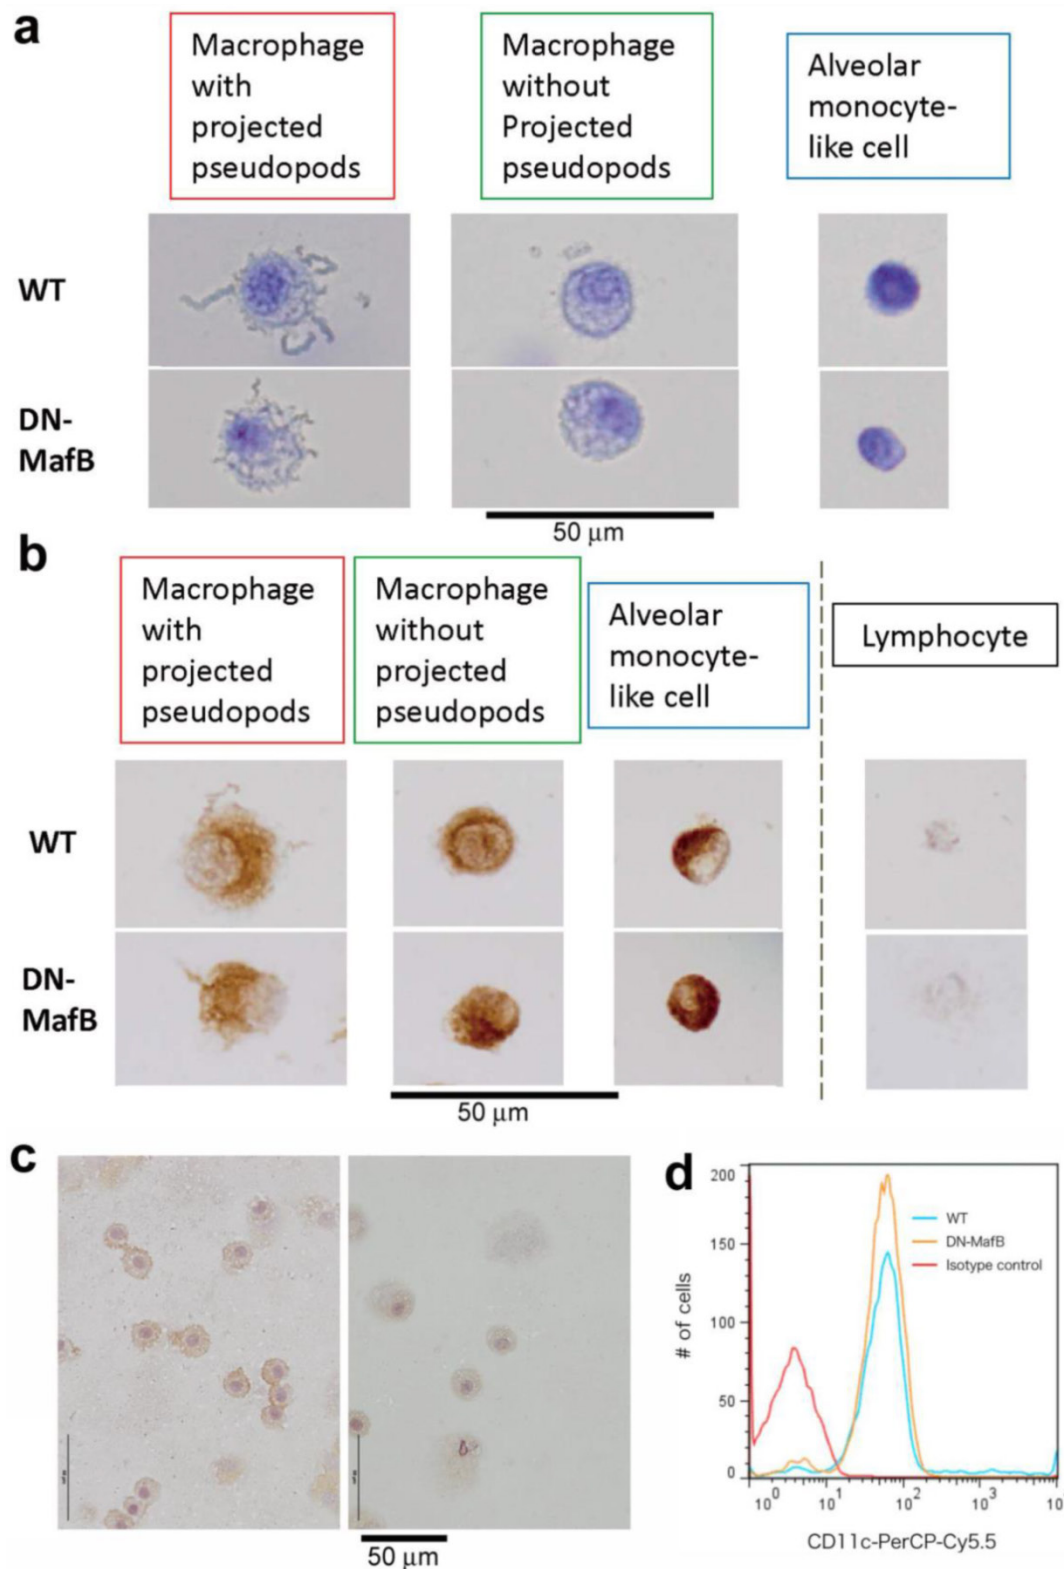 a
Macrophage
with
projected
pseudopods
Macrophage
without
Projected
pseudopods
Alveolar
monocyte-
like cell
WT
DN-
MafB
50 µm
b
Macrophage
with
projected
pseudopods
Macrophage
without
projected
pseudopods
Alveolar
monocyte-
like cell
Lymphocyte
WT
DN-
MafB
50 µm
c
50 µm
d
200
150
100
50
0
# of cells
WT
DN-MafB
Isotype control
10^0 10^1 10^2 10^3 10^4
CD11c-PerCP-Cy5.5